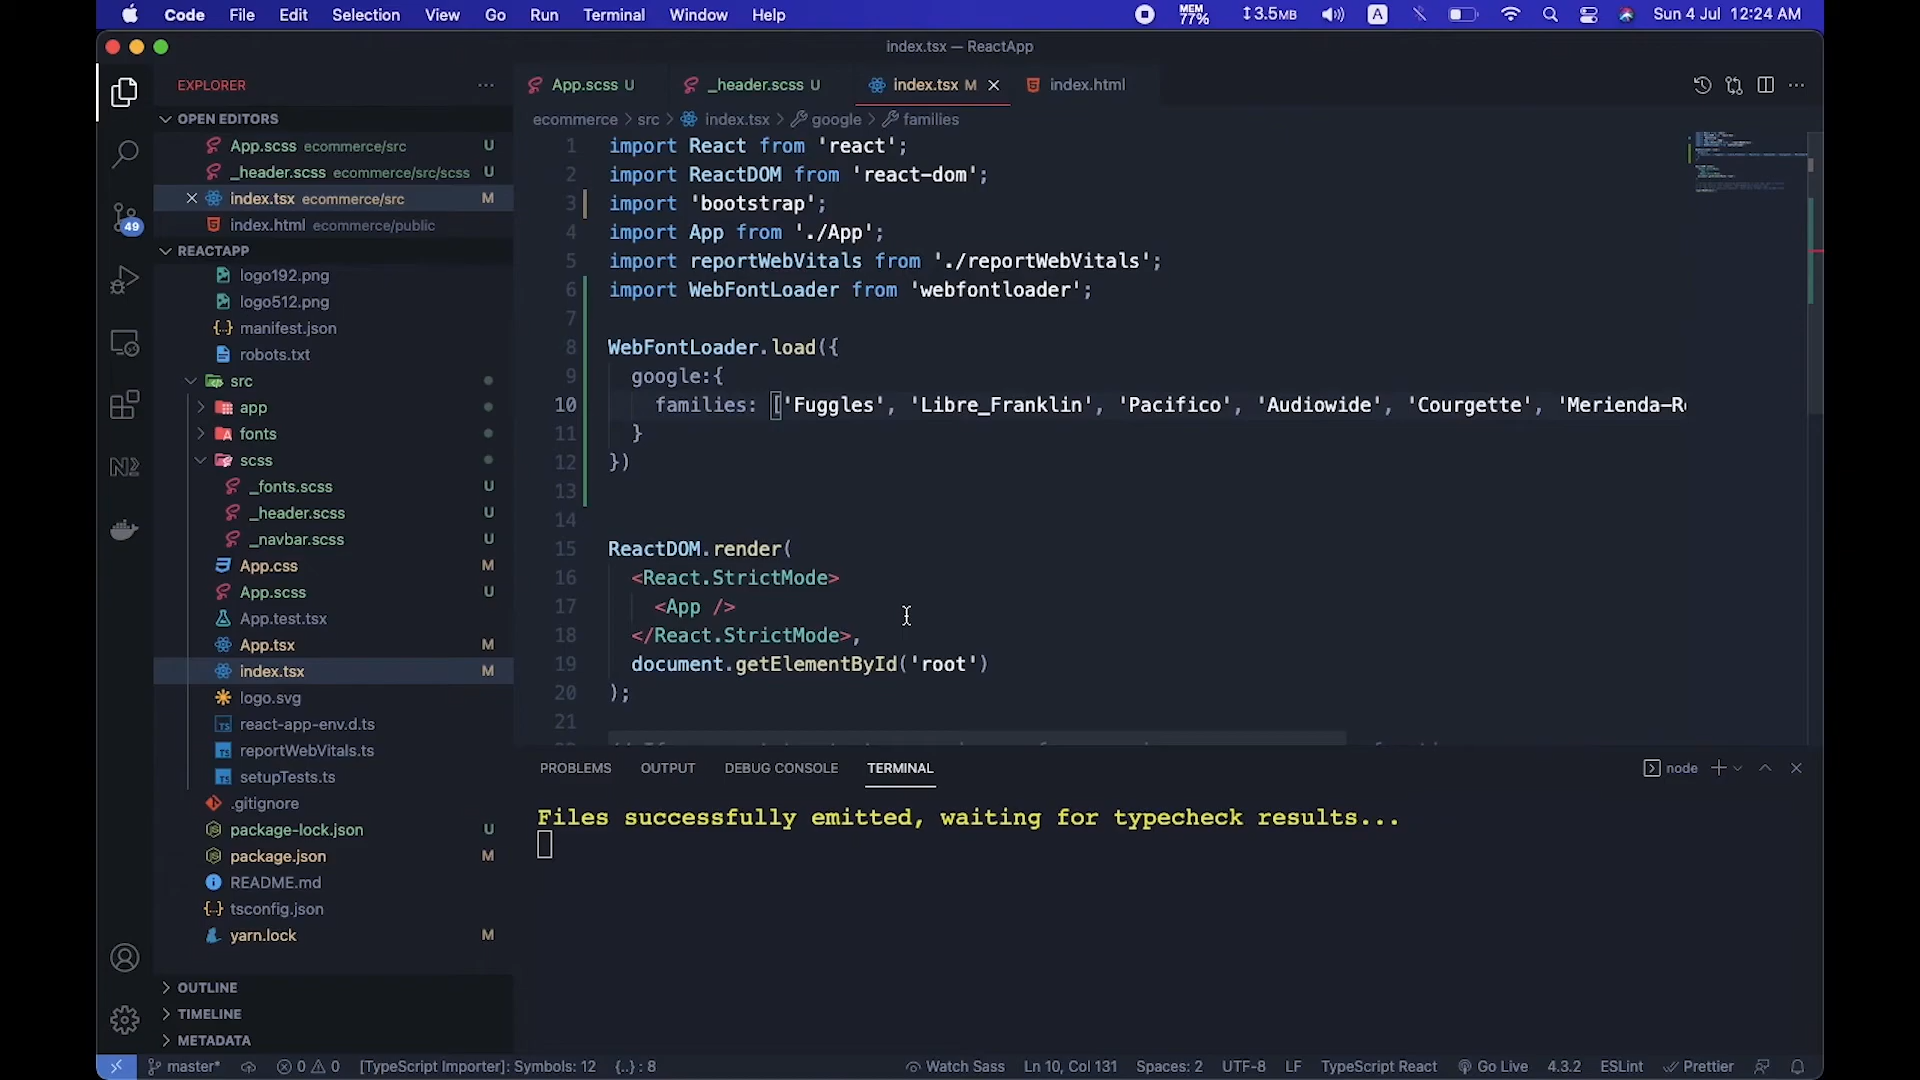 Code File Edit Selection View Go Run Terminal Window Help MEM 77% 3.5MB A Sun 4 Jul 12:24 AM
index.tsx — ReactApp
EXPLORER
OPEN EDITORS
App.scss ecommerce/src U
_header.scss ecommerce/src/scss U
index.tsx ecommerce/src M
index.html ecommerce/public
REACTAPP
logo192.png
logo512.png
manifest.json
robots.txt
src
app
fonts
scss
_fonts.scss U
_header.scss U
_navbar.scss U
App.css M
App.scss U
App.test.tsx
App.tsx M
index.tsx M
logo.svg
react-app-env.d.ts
reportWebVitals.ts
setupTests.ts
.gitignore
package-lock.json U
package.json M
README.md
tsconfig.json
yarn.lock M
OUTLINE
TIMELINE
METADATA
49
App.scss U _header.scss U index.tsx M index.html
ecommerce > src > index.tsx > google > families
1 import React from 'react';
2 import ReactDOM from 'react-dom';
3 import 'bootstrap';
4 import App from './App';
5 import reportWebVitals from './reportWebVitals';
6 import WebFontLoader from 'webfontloader';
7
8 WebFontLoader.load({
9 google:{
10 families: ['Fuggles', 'Libre_Franklin', 'Pacifico', 'Audiowide', 'Courgette', 'Merienda-R
11 }
12 })
13
14
15 ReactDOM.render(
16 <React.StrictMode>
17 <App />
18 </React.StrictMode>,
19 document.getElementById('root')
20 );
21
PROBLEMS OUTPUT DEBUG CONSOLE TERMINAL node
Files successfully emitted, waiting for typecheck results...
master* 0 0 [TypeScript Importer]: Symbols: 12 {..} : 8 Watch Sass Ln 10, Col 131 Spaces: 2 UTF-8 LF TypeScript React Go Live 4.3.2 ESLint Prettier